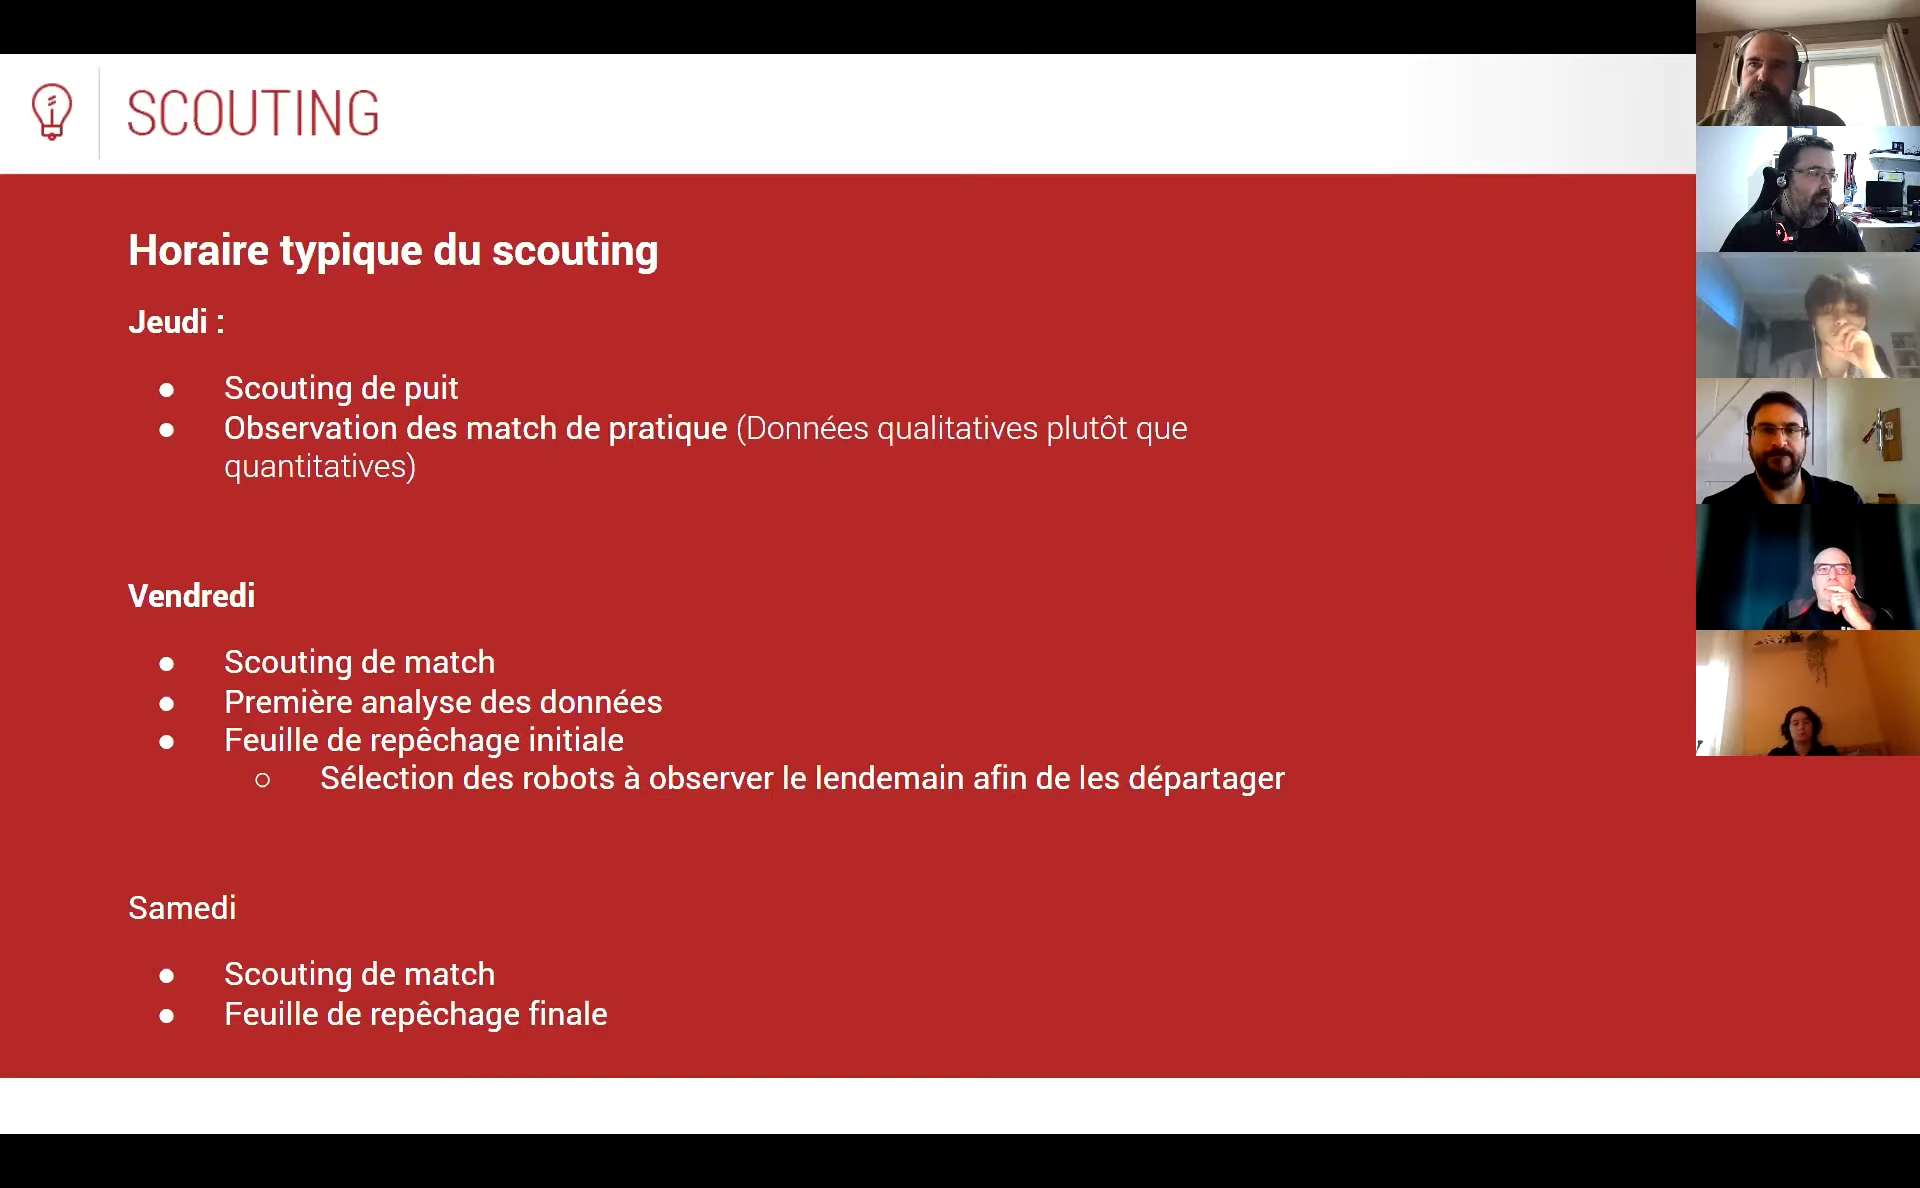 SCOUTING
Horaire typique du scouting
Jeudi :
● Scouting de puit
● Observation des match de pratique (Données qualitatives plutôt que
quantitatives)
Vendredi
● Scouting de match
● Première analyse des données
● Feuille de repêchage initiale
○ Sélection des robots à observer le lendemain afin de les départager
Samedi
● Scouting de match
● Feuille de repêchage finale